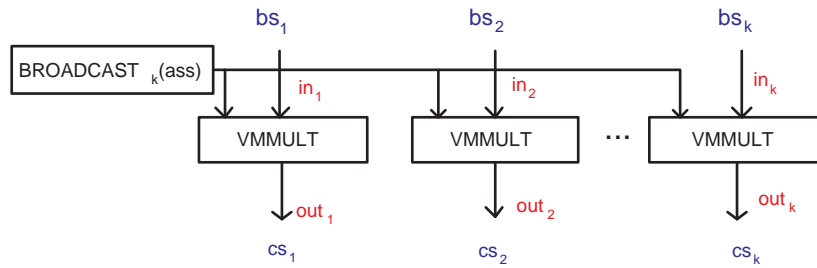 bs₁ bs₂ bsₖ
BROADCAST ₖ(ass)
in₁ in₂ inₖ
VMMULT VMMULT ... VMMULT
out₁ out₂ outₖ
cs₁ cs₂ csₖ